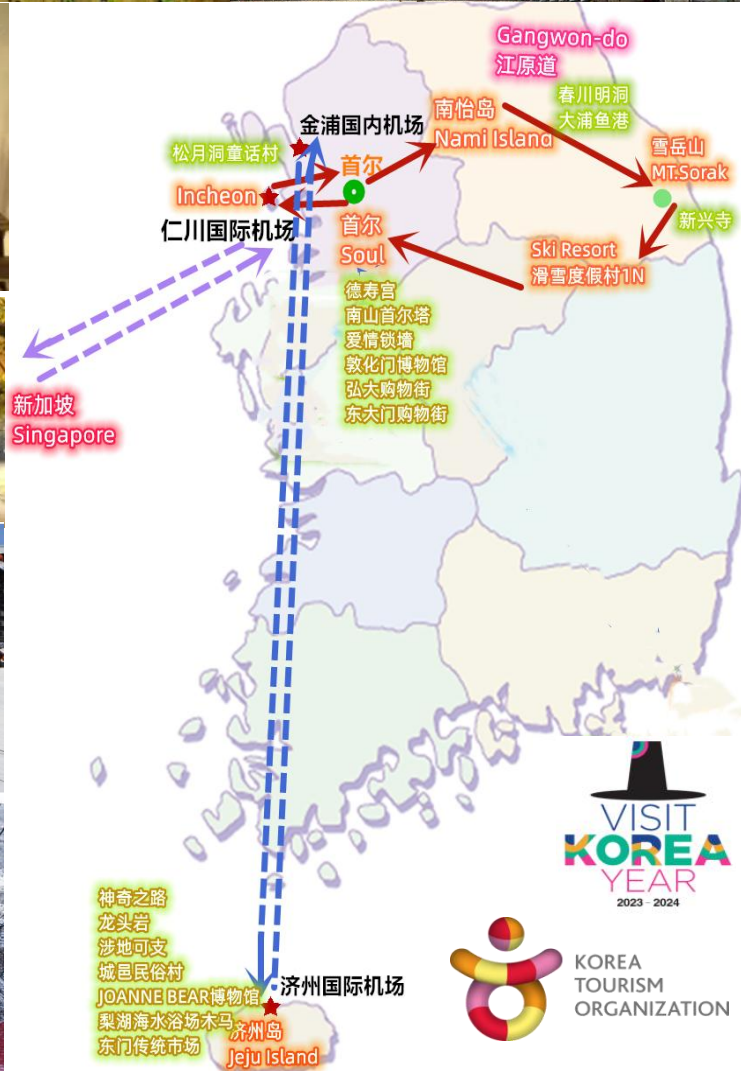 Gangwon-do
江原道
春川明洞
大浦鱼港
南怡岛
Nami Island
雪岳山
MT.Sorak
新兴寺
金浦国内机场
松月洞童话村
首尔
Incheon
仁川国际机场
首尔
Soul
Ski Resort
滑雪度假村1N
德寿宫
南山首尔塔
爱情锁墙
敦化门博物馆
弘大购物街
东大门购物街
新加坡
Singapore
VISIT
KOREA
YEAR
2023 - 2024
KOREA
TOURISM
ORGANIZATION
神奇之路
龙头岩
涉地可支
城邑民俗村
JOANNE BEAR博物馆
梨湖海水浴场木马
东门传统市场
济州国际机场
济州岛
Jeju Island